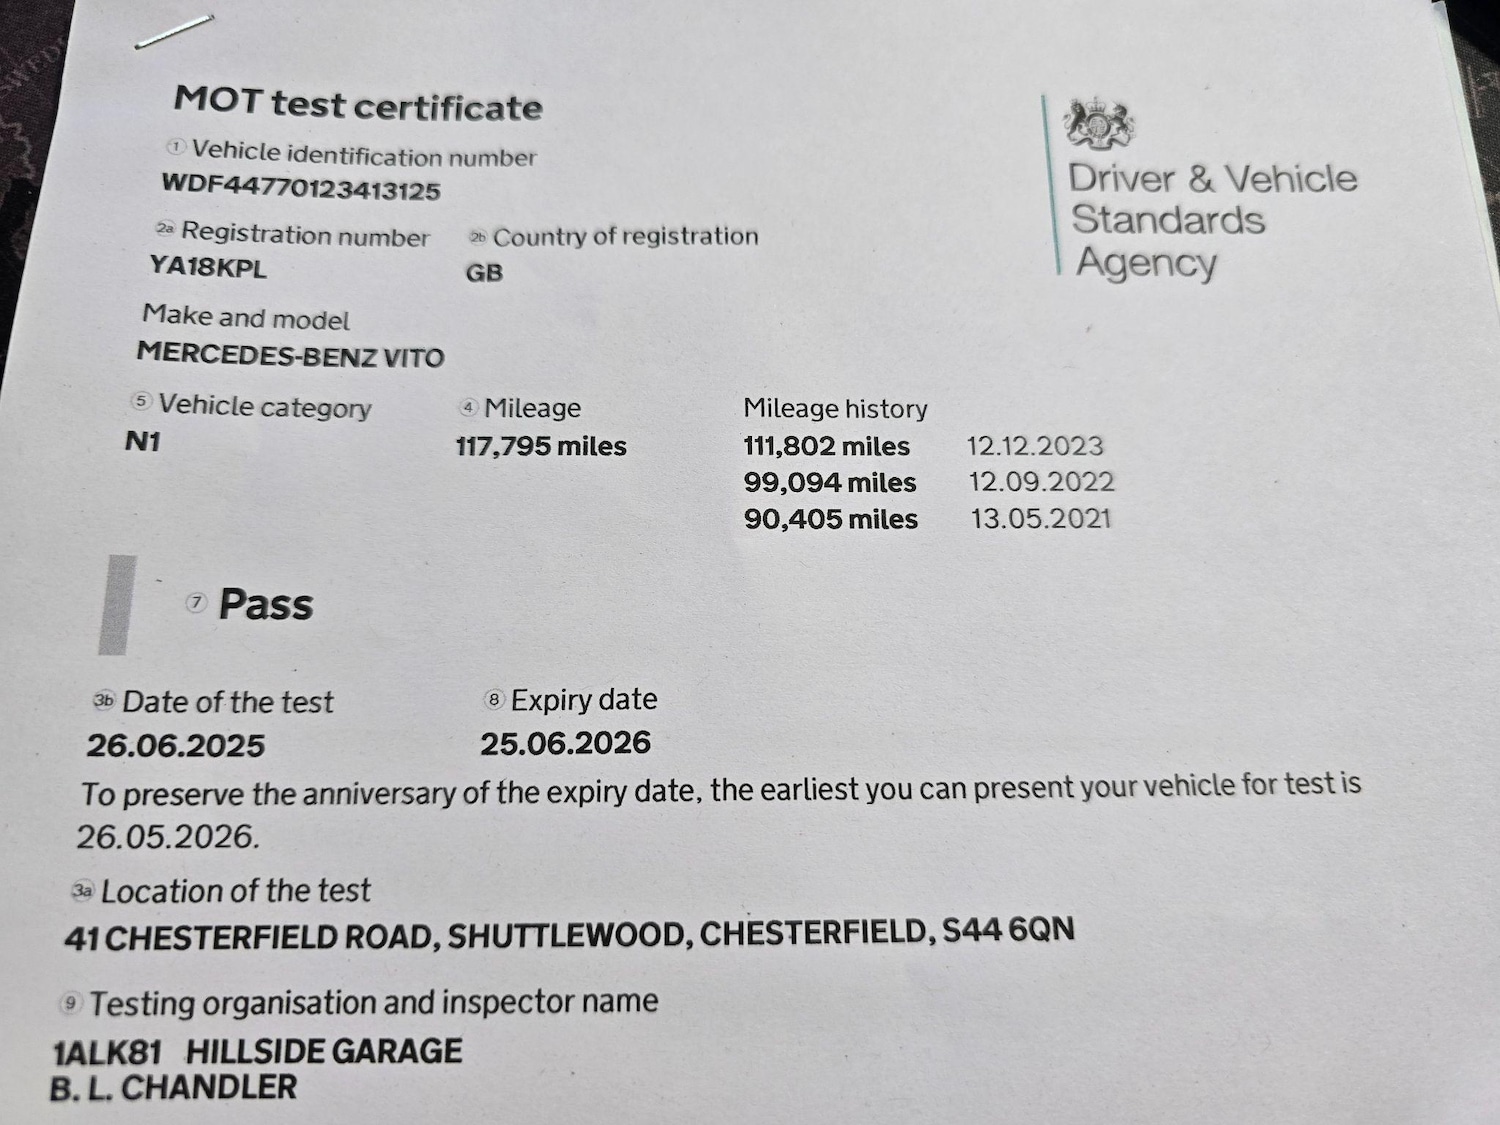 MOT test certificate
1 Vehicle identification number
WDF44770123413125
2a Registration number 2b Country of registration
YA18KPL GB
Make and model
MERCEDES-BENZ VITO
5 Vehicle category 4 Mileage Mileage history
N1 117,795 miles 111,802 miles 12.12.2023
99,094 miles 12.09.2022
90,405 miles 13.05.2021
7 Pass
3b Date of the test 8 Expiry date
26.06.2025 25.06.2026
To preserve the anniversary of the expiry date, the earliest you can present your vehicle for test is
26.05.2026.
3a Location of the test
41 CHESTERFIELD ROAD, SHUTTLEWOOD, CHESTERFIELD, S44 6QN
9 Testing organisation and inspector name
1ALK81 HILLSIDE GARAGE
B. L. CHANDLER
Driver & Vehicle
Standards
Agency